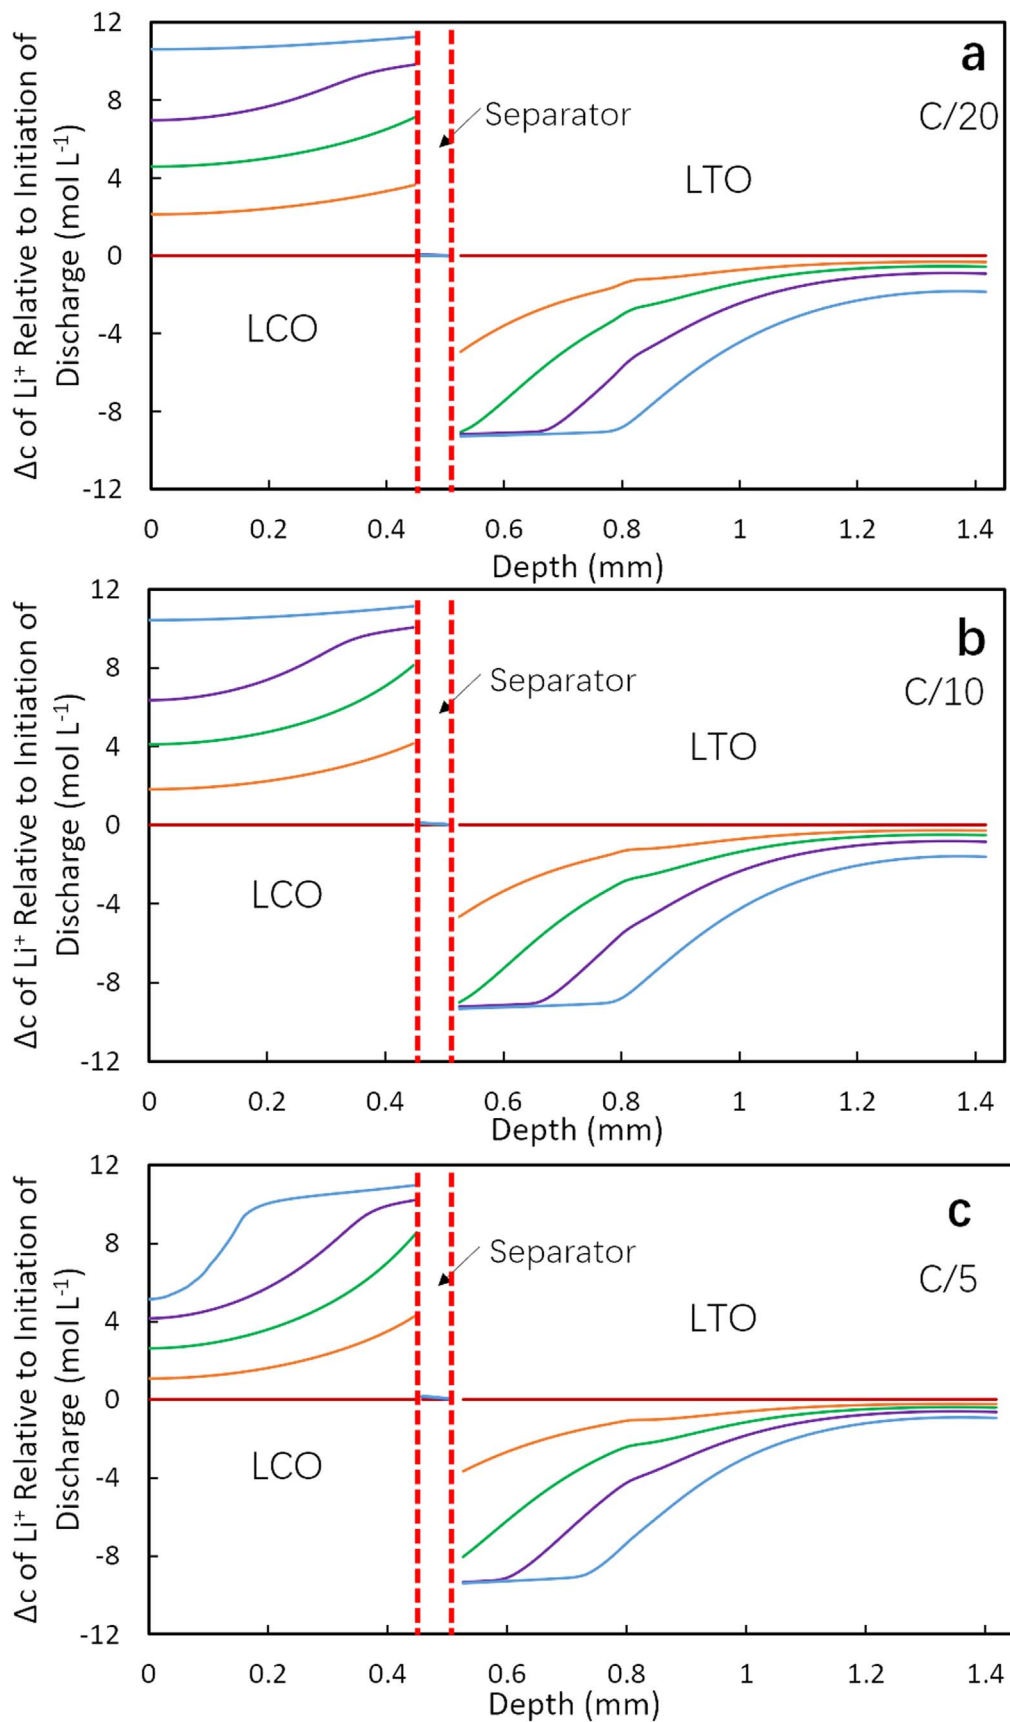 Δc of Li⁺ Relative to Initiation of
Discharge (mol L⁻¹)
12
8
4
0
-4
-8
-12
a
C/20
Separator
LTO
LCO
0 0.2 0.4 0.6 0.8 1 1.2 1.4
Depth (mm)
Δc of Li⁺ Relative to Initiation of
Discharge (mol L⁻¹)
12
8
4
0
-4
-8
-12
b
C/10
Separator
LTO
LCO
0 0.2 0.4 0.6 0.8 1 1.2 1.4
Depth (mm)
Δc of Li⁺ Relative to Initiation of
Discharge (mol L⁻¹)
12
8
4
0
-4
-8
-12
c
C/5
Separator
LTO
LCO
0 0.2 0.4 0.6 0.8 1 1.2 1.4
Depth (mm)